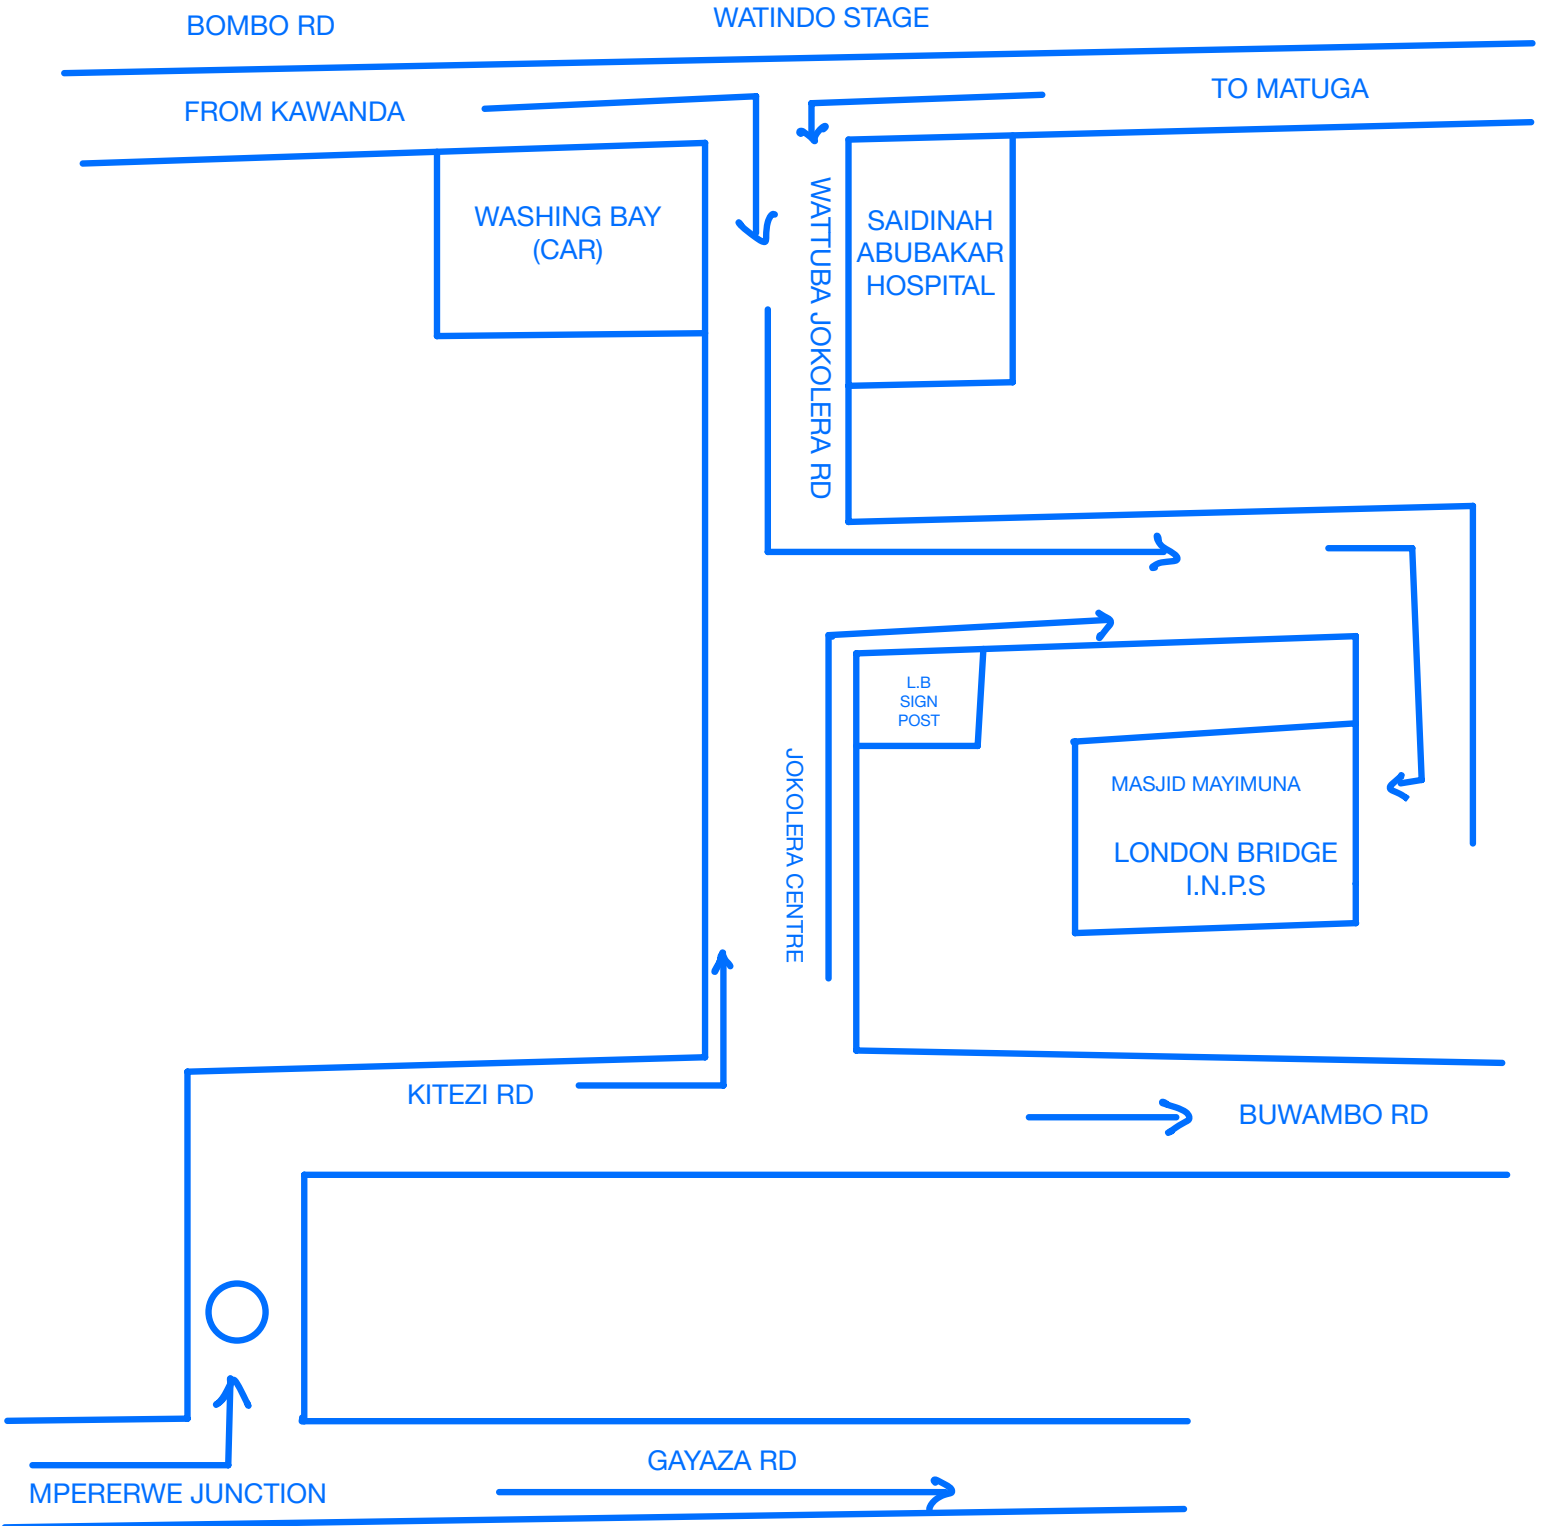 BOMBO RD
WATINDO STAGE
FROM KAWANDA
TO MATUGA
WASHING BAY
(CAR)
WATTUBA JOKOLERA RD
SAIDINAH
ABUBAKAR
HOSPITAL
L.B
SIGN
POST
JOKOLERA CENTRE
MASJID MAYIMUNA
LONDON BRIDGE
I.N.P.S
KITEZI RD
BUWAMBO RD
GAYAZA RD
MPERERWE JUNCTION